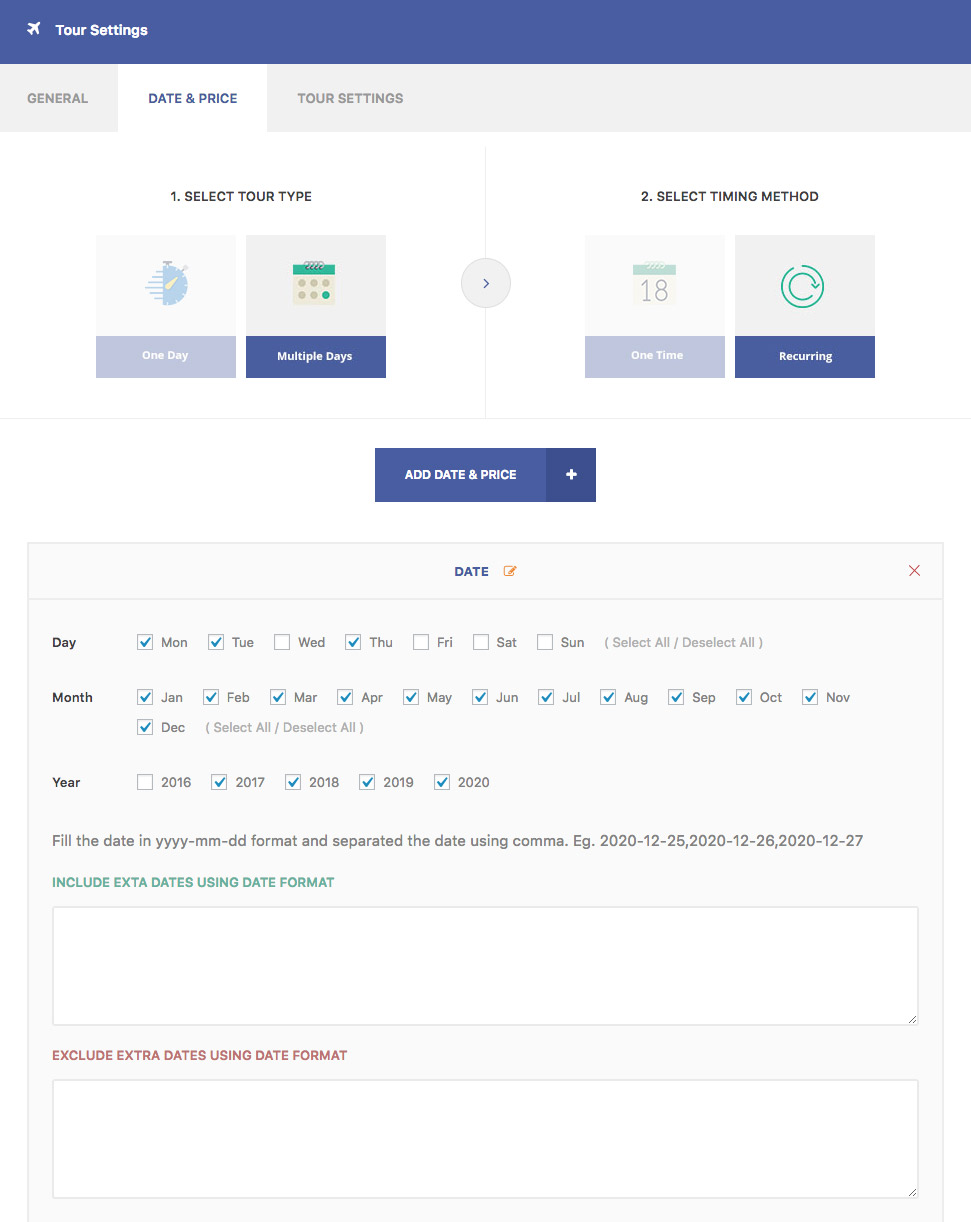 Tour Settings
GENERAL DATE & PRICE TOUR SETTINGS
1. SELECT TOUR TYPE
2. SELECT TIMING METHOD
18
One Day Multiple Days
One Time Recurring
ADD DATE & PRICE
DATE
Day Mon Tue Wed Thu Fri Sat Sun ( Select All / Deselect All )
Month Jan Feb Mar Apr May Jun Jul Aug Sep Oct Nov
Dec ( Select All / Deselect All )
Year 2016 2017 2018 2019 2020
Fill the date in yyyy-mm-dd format and separated the date using comma. Eg. 2020-12-25,2020-12-26,2020-12-27
INCLUDE EXTA DATES USING DATE FORMAT
EXCLUDE EXTRA DATES USING DATE FORMAT